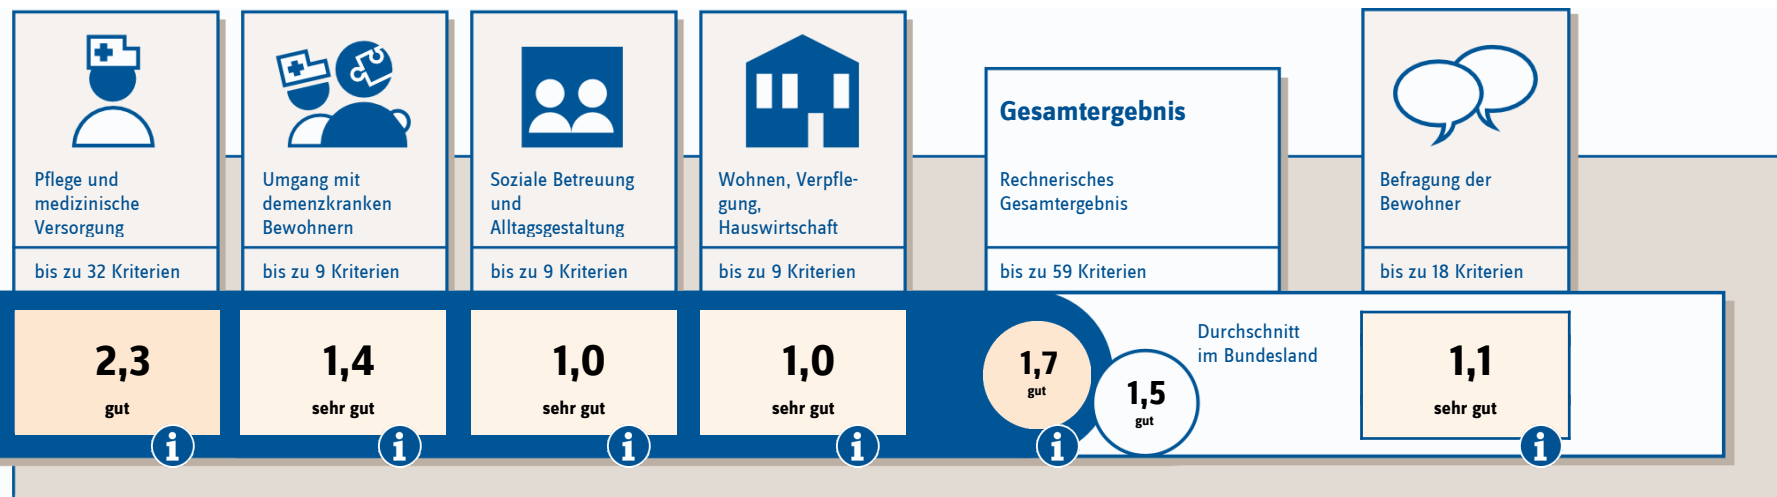 Pflege und
medizinische
Versorgung
bis zu 32 Kriterien
2,3
gut
Umgang mit
demenzkranken
Bewohnern
bis zu 9 Kriterien
1,4
sehr gut
Soziale Betreuung
und
Alltagsgestaltung
bis zu 9 Kriterien
1,0
sehr gut
Wohnen, Verpfle-
gung,
Hauswirtschaft
bis zu 9 Kriterien
1,0
sehr gut
Gesamtergebnis
Rechnerisches
Gesamtergebnis
bis zu 59 Kriterien
1,7
gut
1,5
gut
Durchschnitt
im Bundesland
Befragung der
Bewohner
bis zu 18 Kriterien
1,1
sehr gut